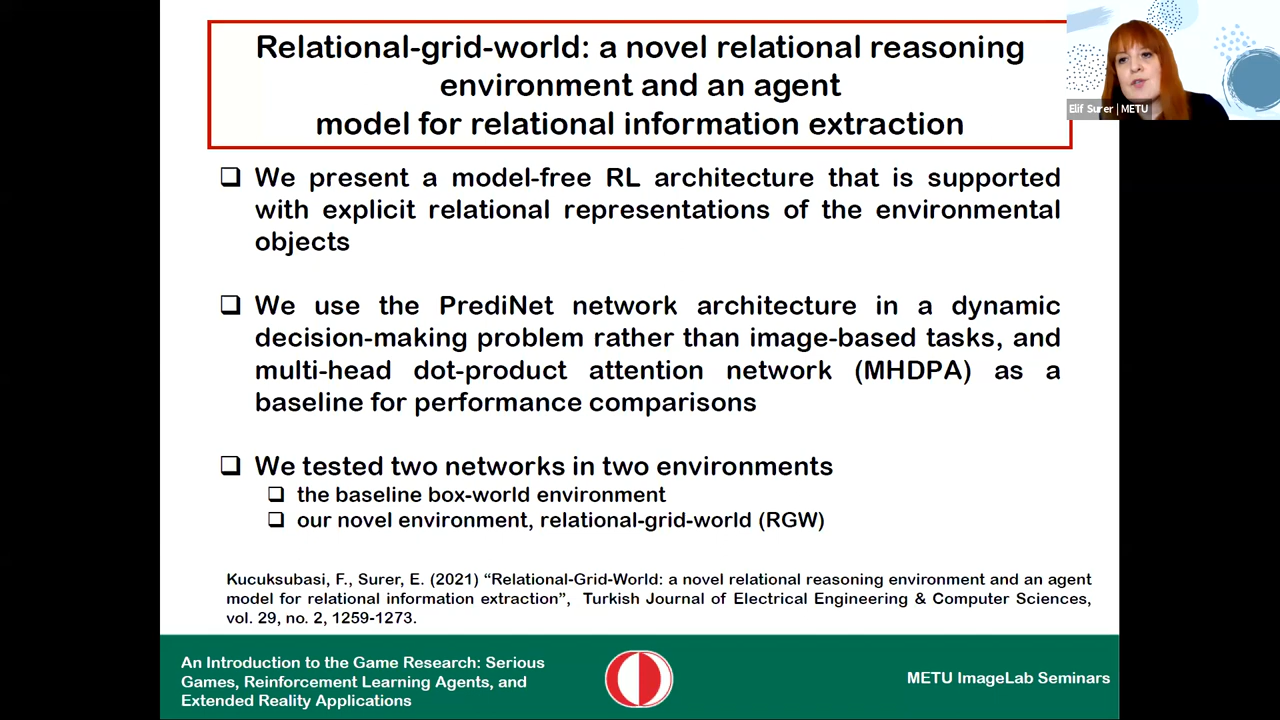 Relational-grid-world: a novel relational reasoning
environment and an agent
model for relational information extraction
Elif Surer | METU
❑ We present a model-free RL architecture that is supported
with explicit relational representations of the environmental
objects
❑ We use the PrediNet network architecture in a dynamic
decision-making problem rather than image-based tasks, and
multi-head dot-product attention network (MHDPA) as a
baseline for performance comparisons
❑ We tested two networks in two environments
❑ the baseline box-world environment
❑ our novel environment, relational-grid-world (RGW)
Kucuksubasi, F., Surer, E. (2021) “Relational-Grid-World: a novel relational reasoning environment and an agent
model for relational information extraction”, Turkish Journal of Electrical Engineering & Computer Sciences,
vol. 29, no. 2, 1259-1273.
An Introduction to the Game Research: Serious
Games, Reinforcement Learning Agents, and
Extended Reality Applications
METU ImageLab Seminars